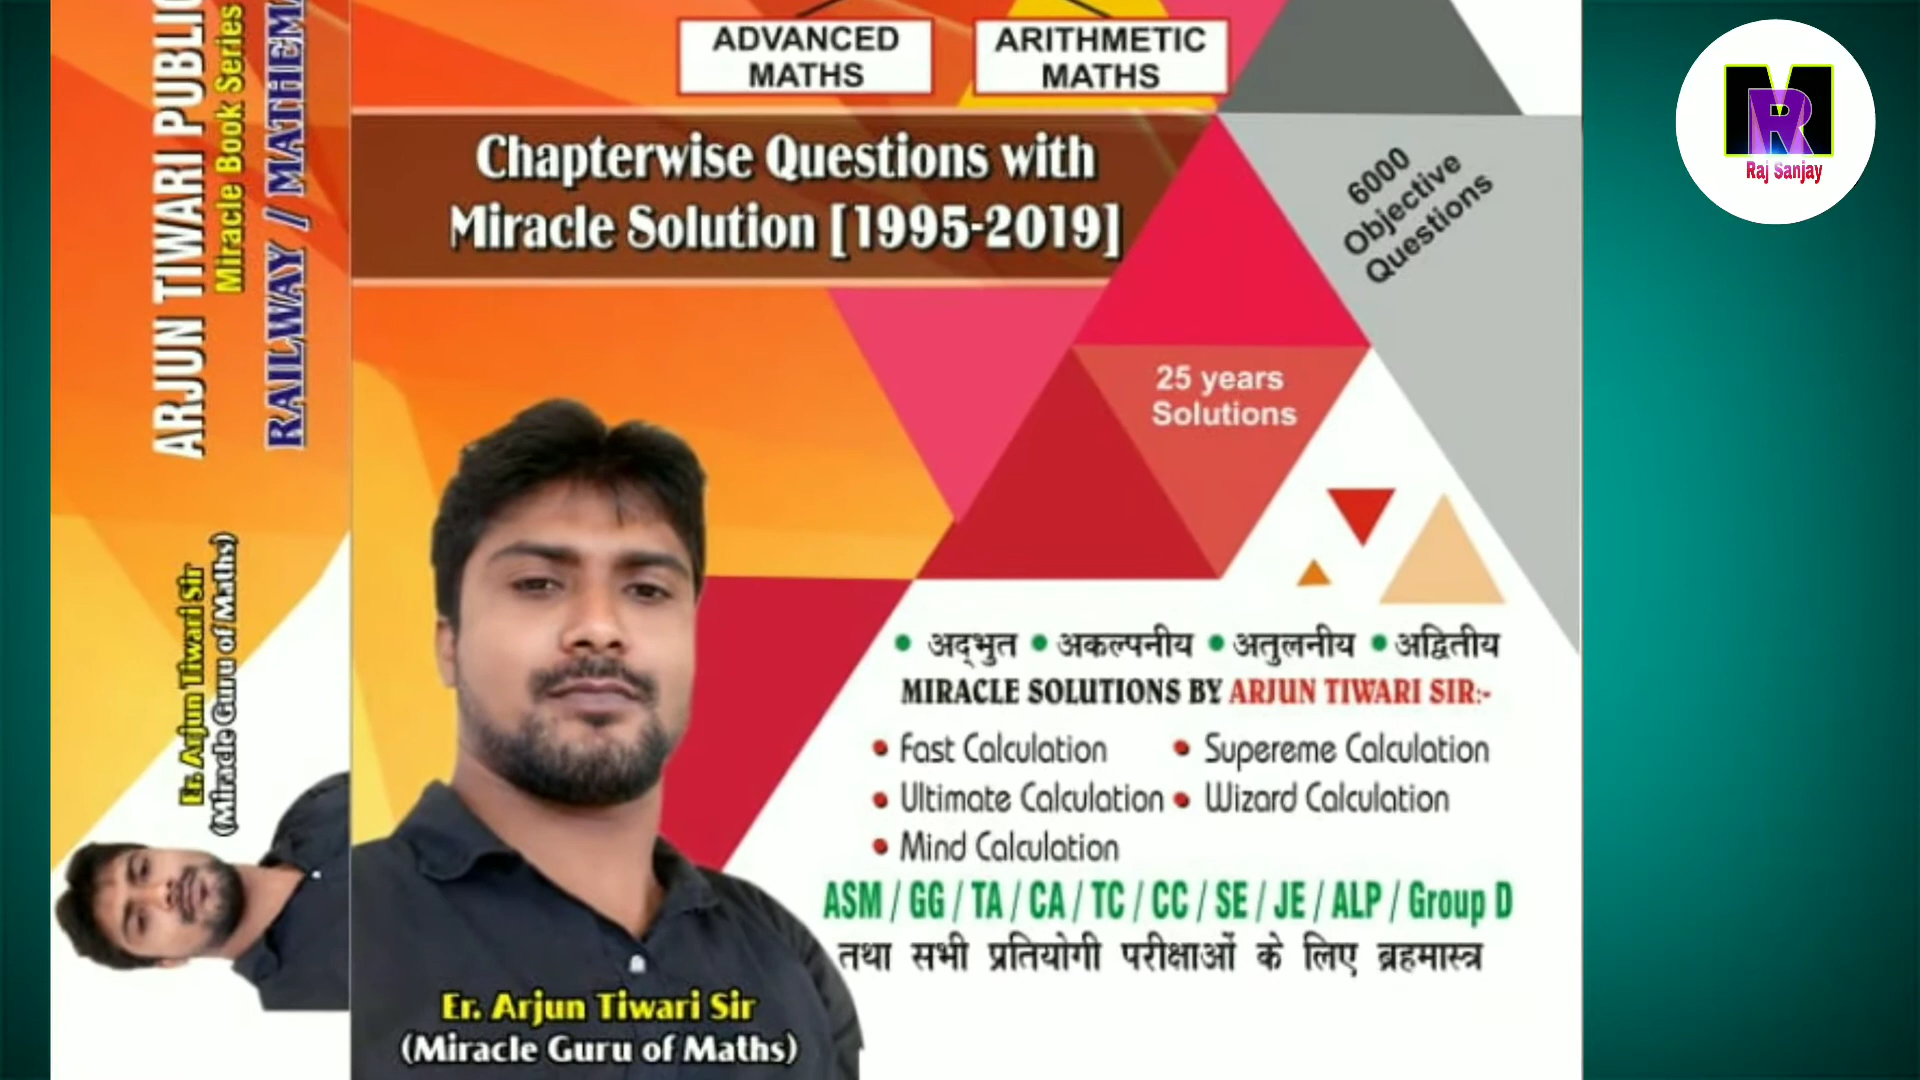 ARJUN TIWARI PUBLIC
Miracle Book Series
RAILWAY / MATHEMA
Er. Arjun Tiwari Sir
(Miracle Guru of Maths)
ADVANCED
MATHS
ARITHMETIC
MATHS
Chapterwise Questions with
Miracle Solution [1995-2019]
6000
Objective
Questions
25 years
Solutions
• अद्भुत • अकल्पनीय • अतुलनीय • अद्वितीय
MIRACLE SOLUTIONS BY ARJUN TIWARI SIR:-
• Fast Calculation • Supereme Calculation
• Ultimate Calculation • Wizard Calculation
• Mind Calculation
ASM / GG / TA / CA / TC / CC / SE / JE / ALP / Group D
तथा सभी प्रतियोगी परीक्षाओं के लिए ब्रहमास्त्र
Er. Arjun Tiwari Sir
(Miracle Guru of Maths)
MR
Raj Sanjay